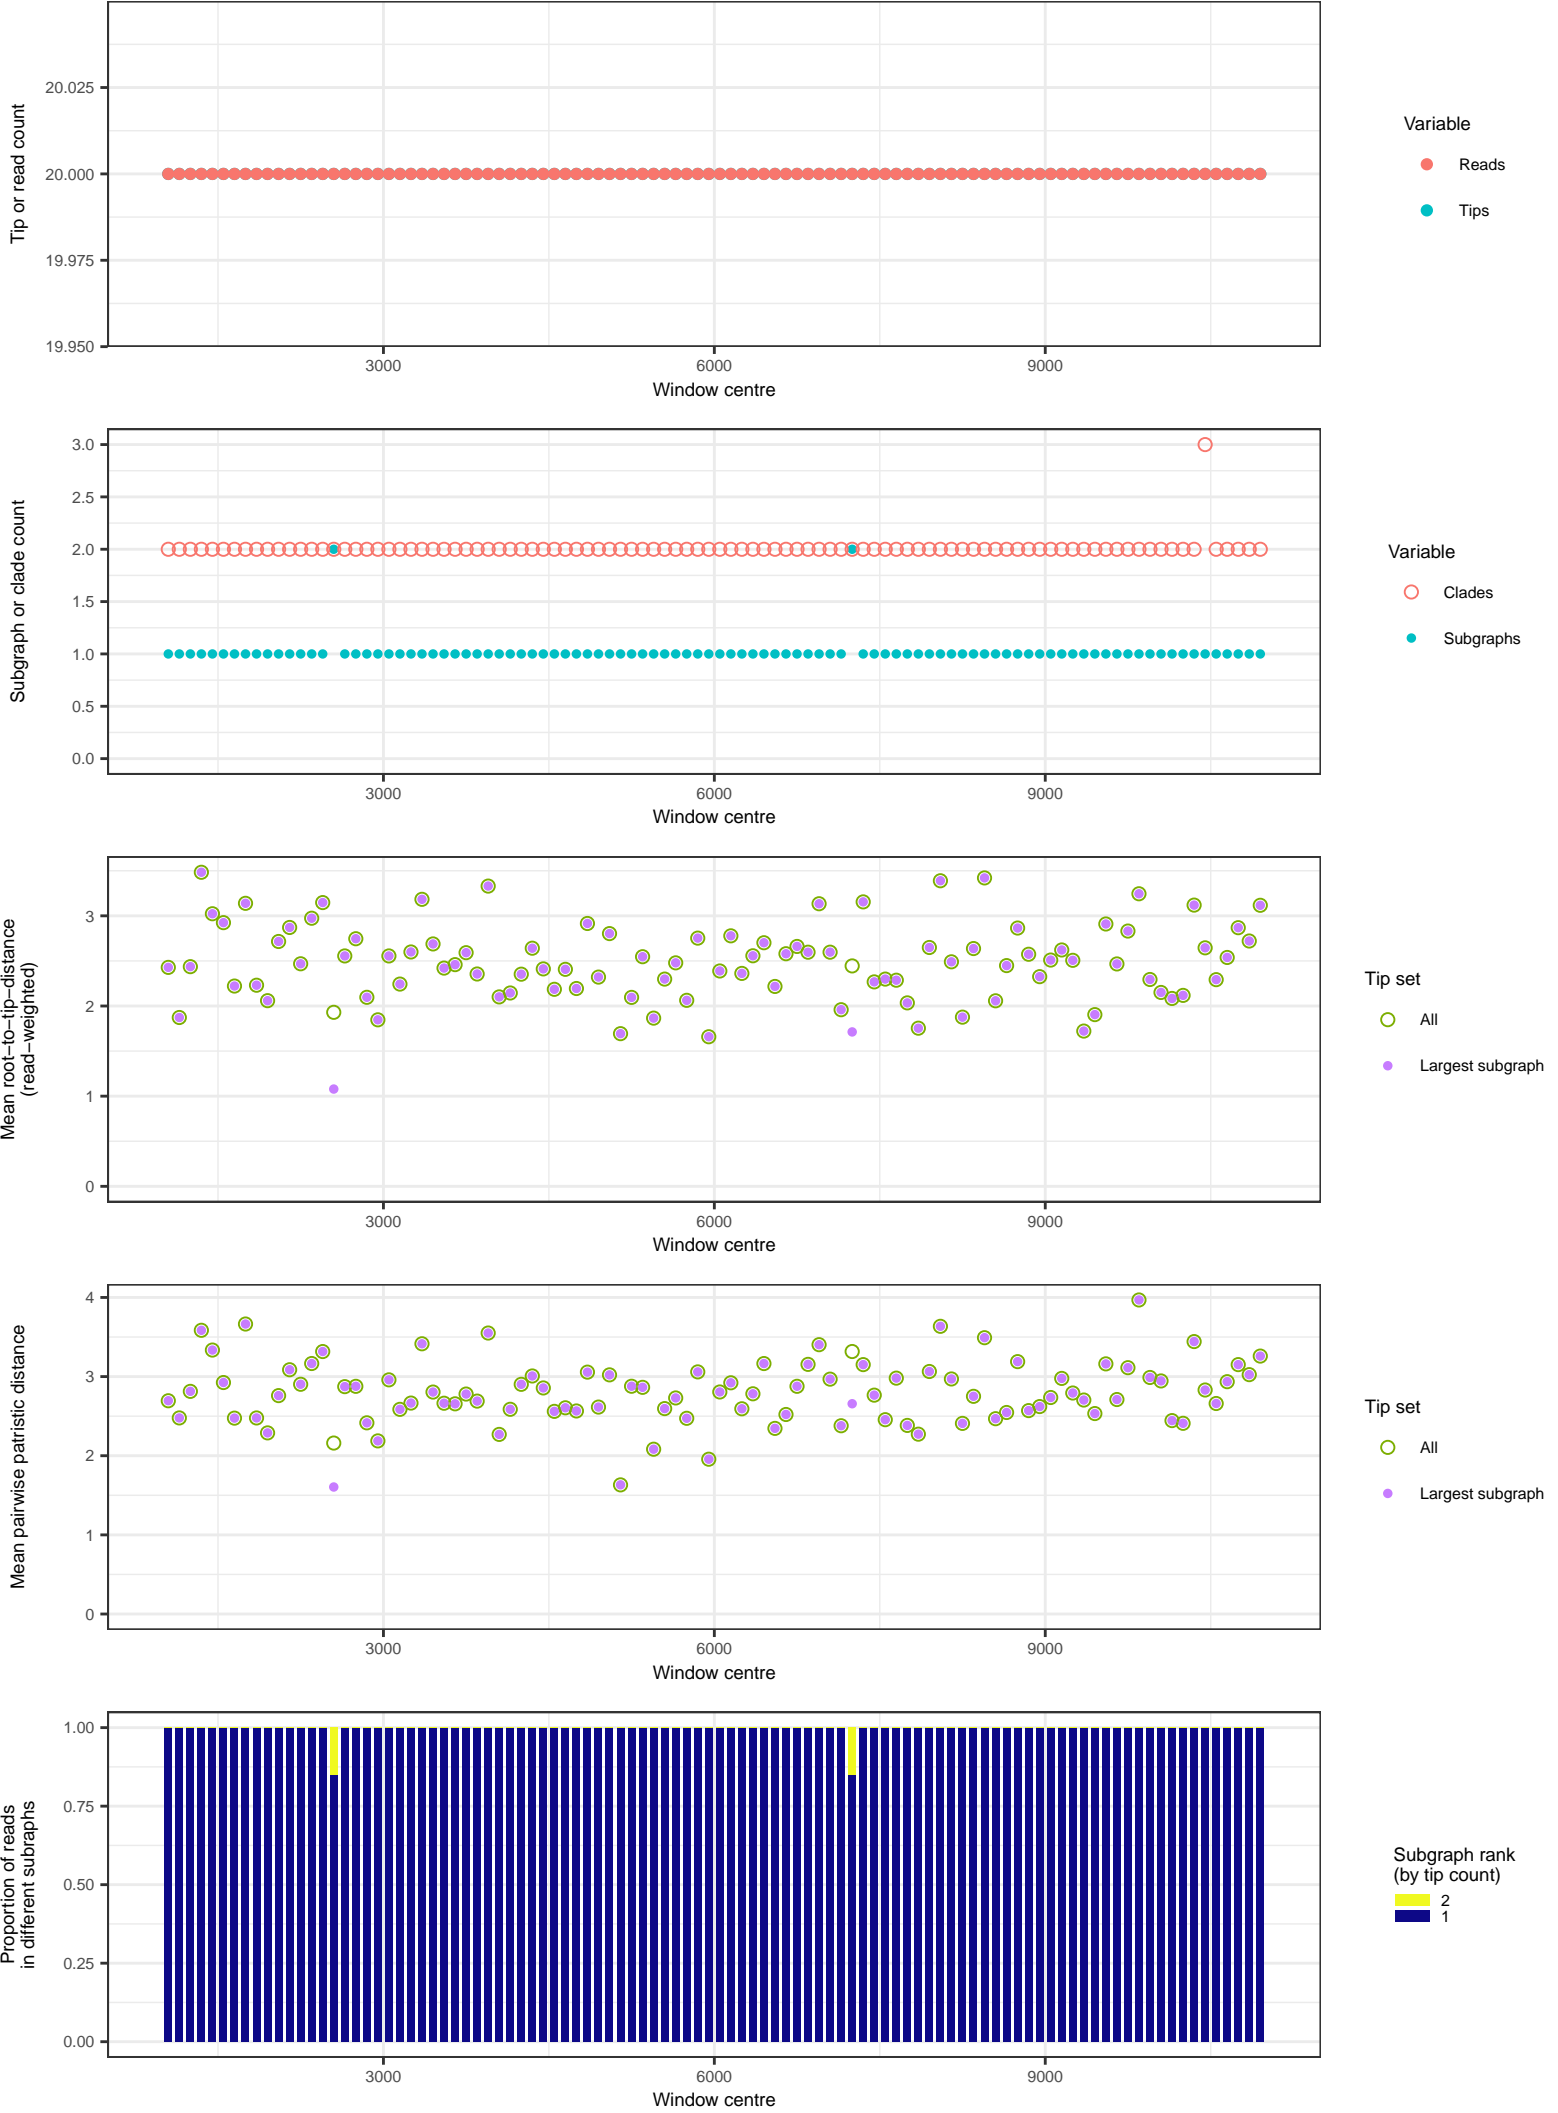 Tip or read count
20.025
20.000
19.975
19.950
3000 6000 9000
Window centre
Variable
Reads
Tips
Subgraph or clade count
3.0
2.5
2.0
1.5
1.0
0.5
0.0
3000 6000 9000
Window centre
Variable
Clades
Subgraphs
Mean root−to−tip−distance
(read−weighted)
3
2
1
0
3000 6000 9000
Window centre
Tip set
All
Largest subgraph
Mean pairwise patristic distance
4
3
2
1
0
3000 6000 9000
Window centre
Tip set
All
Largest subgraph
Proportion of reads
in different subraphs
1.00
0.75
0.50
0.25
0.00
3000 6000 9000
Window centre
Subgraph rank
(by tip count)
2
1